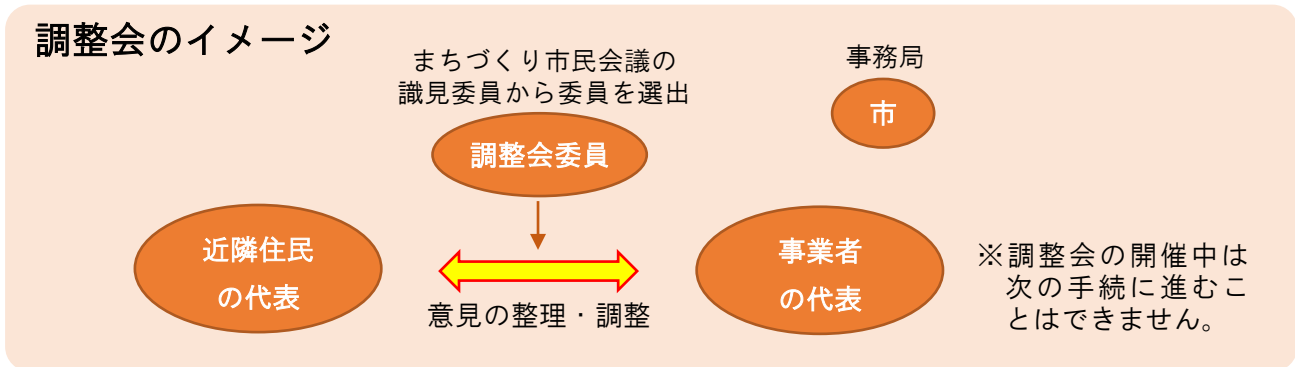 調整会のイメージ
まちづくり市民会議の
識見委員から委員を選出
事務局
市
調整会委員
近隣住民
の代表
意見の整理・調整
事業者
の代表
※調整会の開催中は
次の手続に進むこ
とはできません。